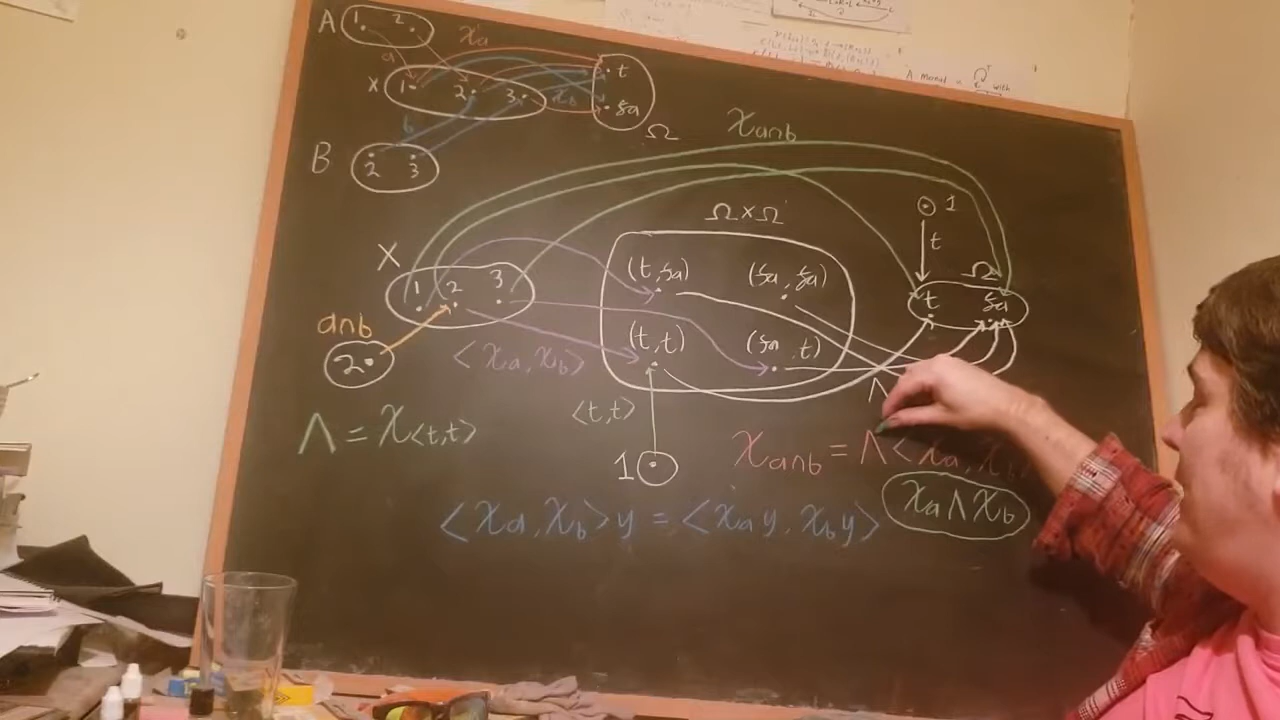 A 1 2
a χa
X 1 2 3 χb t fa
b Ω
B 2 3
χa∩b
Ω×Ω
1
t
X 1 2 3
(t, fa) (fa, fa)
Ω
t fa
a∩b
2
(t, t) (fa, t)
<χa, χb>
Λ
<t,t>
Λ = χ<t,t>
1
χa∩b = Λ<χa, χb
χa Λ χb
<χa, χb>y = <χa y, χb y>